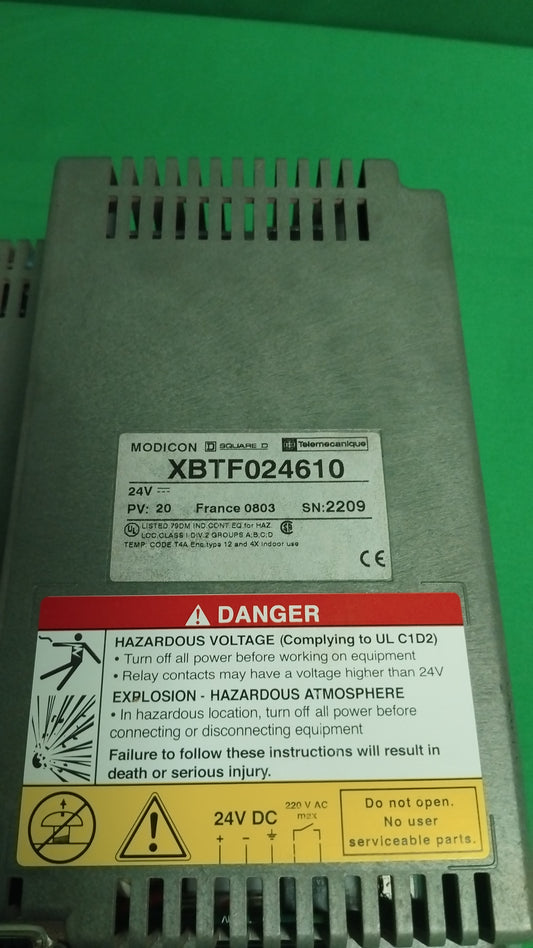 MODICON SQUARE D Telemecanique
XBTF024610
24V
PV: 20 France 0803 SN:2209
UL LISTED 79DM IND.CONT.EQ.for HAZ.
LOC.CLASS I DIV.2 GROUPS A,B,C,D
TEMP. CODE T4A Enc.type 12 and 4X Indoor use
CE
DANGER
HAZARDOUS VOLTAGE (Complying to UL C1D2)
• Turn off all power before working on equipment
• Relay contacts may have a voltage higher than 24V
EXPLOSION - HAZARDOUS ATMOSPHERE
• In hazardous location, turn off all power before
connecting or disconnecting equipment
Failure to follow these instructions will result in
death or serious injury.
24V DC
+ -
220 V AC
max
Do not open.
No user
serviceable parts.